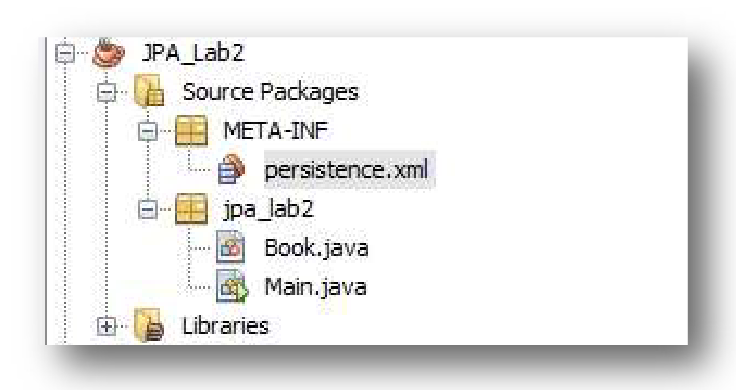 JPA_Lab2
Source Packages
META-INF
persistence.xml
jpa_lab2
Book.java
Main.java
Libraries